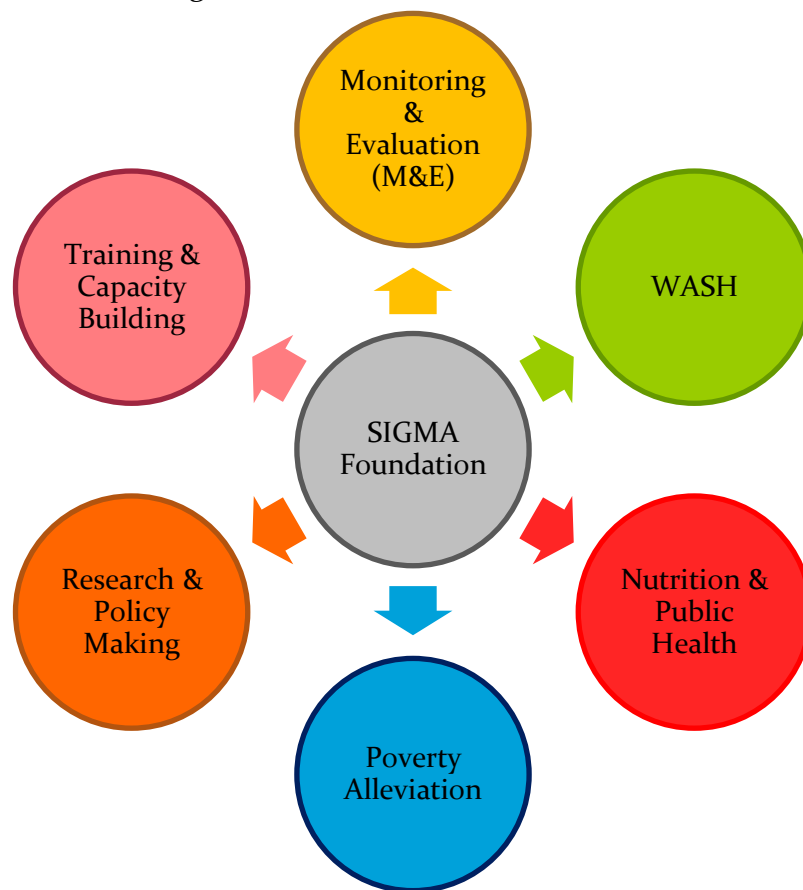 Monitoring
&
Evaluation
(M&E)
WASH
Nutrition &
Public
Health
Poverty
Alleviation
Research &
Policy
Making
Training &
Capacity
Building
SIGMA
Foundation